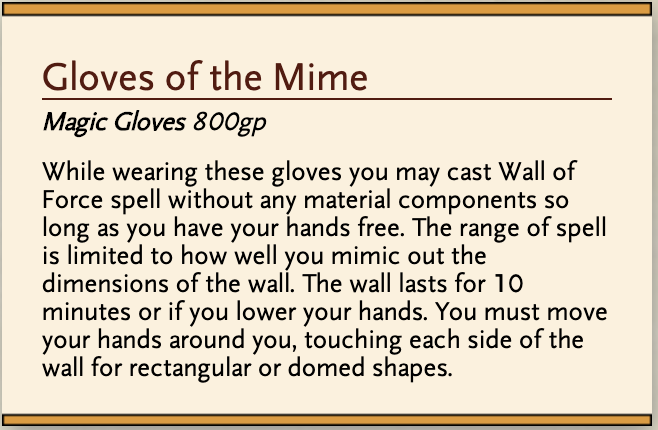 Gloves of the Mime
Magic Gloves 800gp
While wearing these gloves you may cast Wall of
Force spell without any material components so
long as you have your hands free. The range of spell
is limited to how well you mimic out the
dimensions of the wall. The wall lasts for 10
minutes or if you lower your hands. You must move
your hands around you, touching each side of the
wall for rectangular or domed shapes.